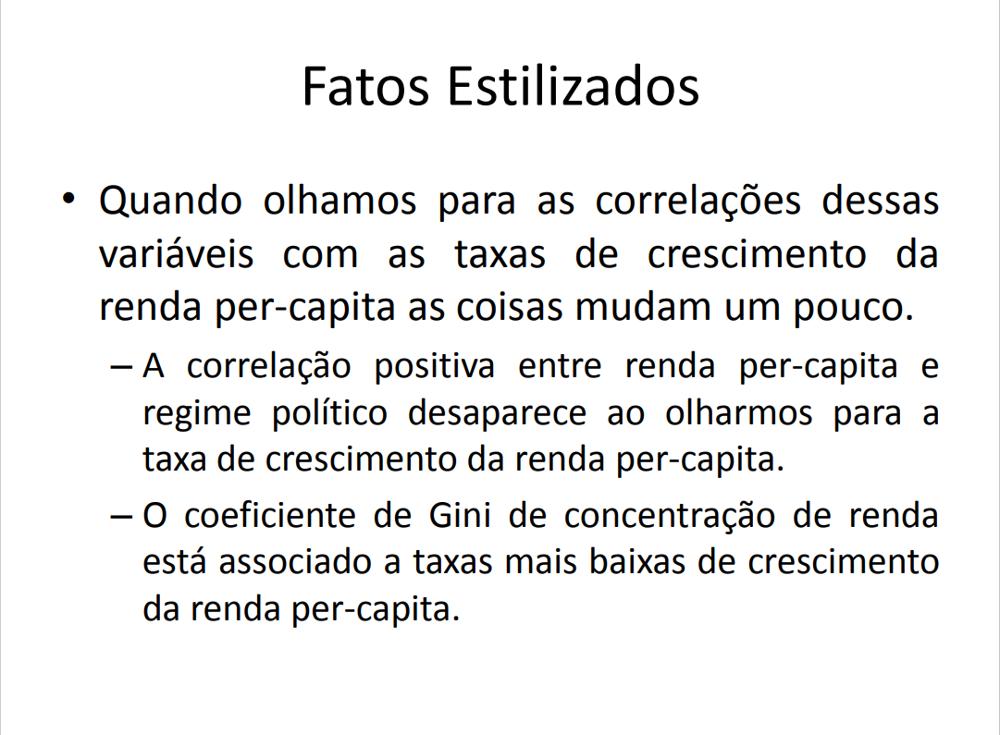 Fatos Estilizados
• Quando olhamos para as correlações dessas
variáveis com as taxas de crescimento da
renda per-capita as coisas mudam um pouco.
– A correlação positiva entre renda per-capita e
regime político desaparece ao olharmos para a
taxa de crescimento da renda per-capita.
– O coeficiente de Gini de concentração de renda
está associado a taxas mais baixas de crescimento
da renda per-capita.